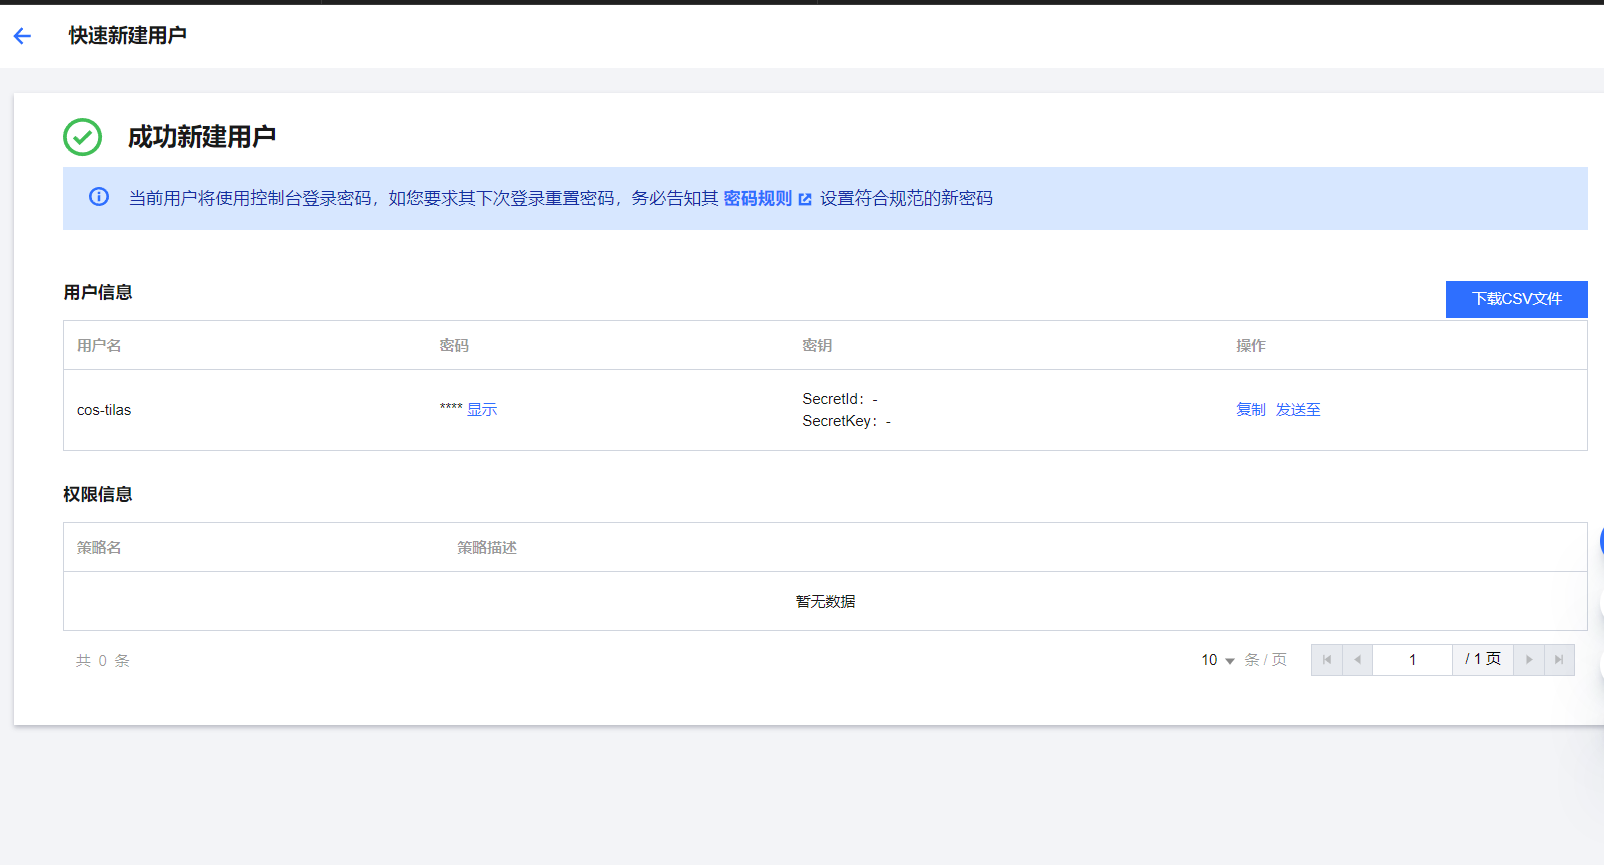 快速新建用户
成功新建用户
当前用户将使用控制台登录密码，如您要求其下次登录重置密码，务必告知其 密码规则 设置符合规范的新密码
用户信息
下载CSV文件
用户名 密码 密钥 操作
cos-tilas **** 显示 SecretId：- 复制 发送至
SecretKey：-
权限信息
策略名 策略描述
暂无数据
共 0 条 10 条 / 页 1 / 1 页